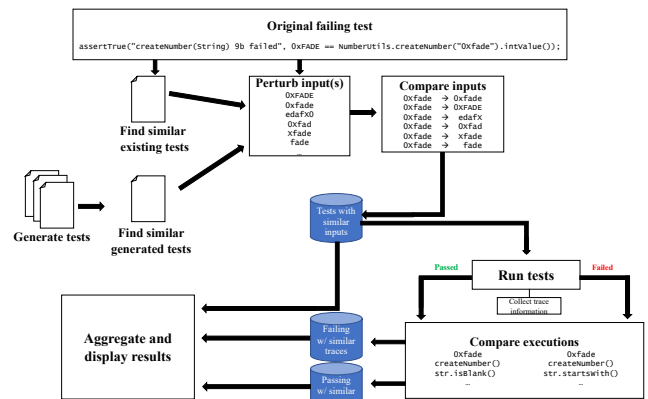 Original failing test
assertTrue("createNumber(String) 9b failed", 0xFADE == NumberUtils.createNumber("0Xfade").intValue());
Perturb input(s)
0XFADE
0xfade
edafX0
0Xfad
Xfade
fade
…
Compare inputs
0Xfade → 0xfade
0Xfade → 0XFADE
0Xfade → edafX
0Xfade → 0Xfad
0Xfade → Xfade
0Xfade → fade
Find similar
existing tests
Generate tests
Find similar
generated tests
Tests with
similar
inputs
Passed
Run tests
Failed
Collect trace
information
Aggregate and
display results
Failing
w/ similar
traces
Passing
w/ similar
Compare executions
0Xfade 0Xfade
createNumber() createNumber()
str.isBlank() str.startsWith()
… …